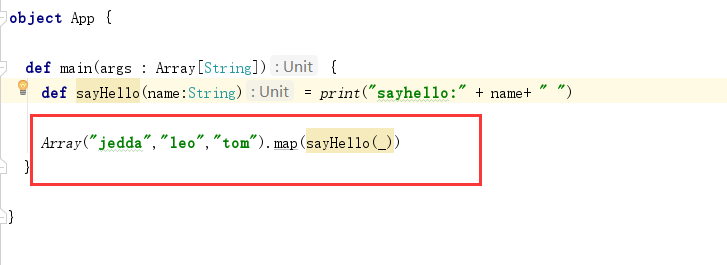 object App {
def main(args : Array[String]) : Unit {
def sayHello(name:String) : Unit = print("sayhello:" + name+ " ")
Array("jedda","leo","tom").map(sayHello(_))
}
}